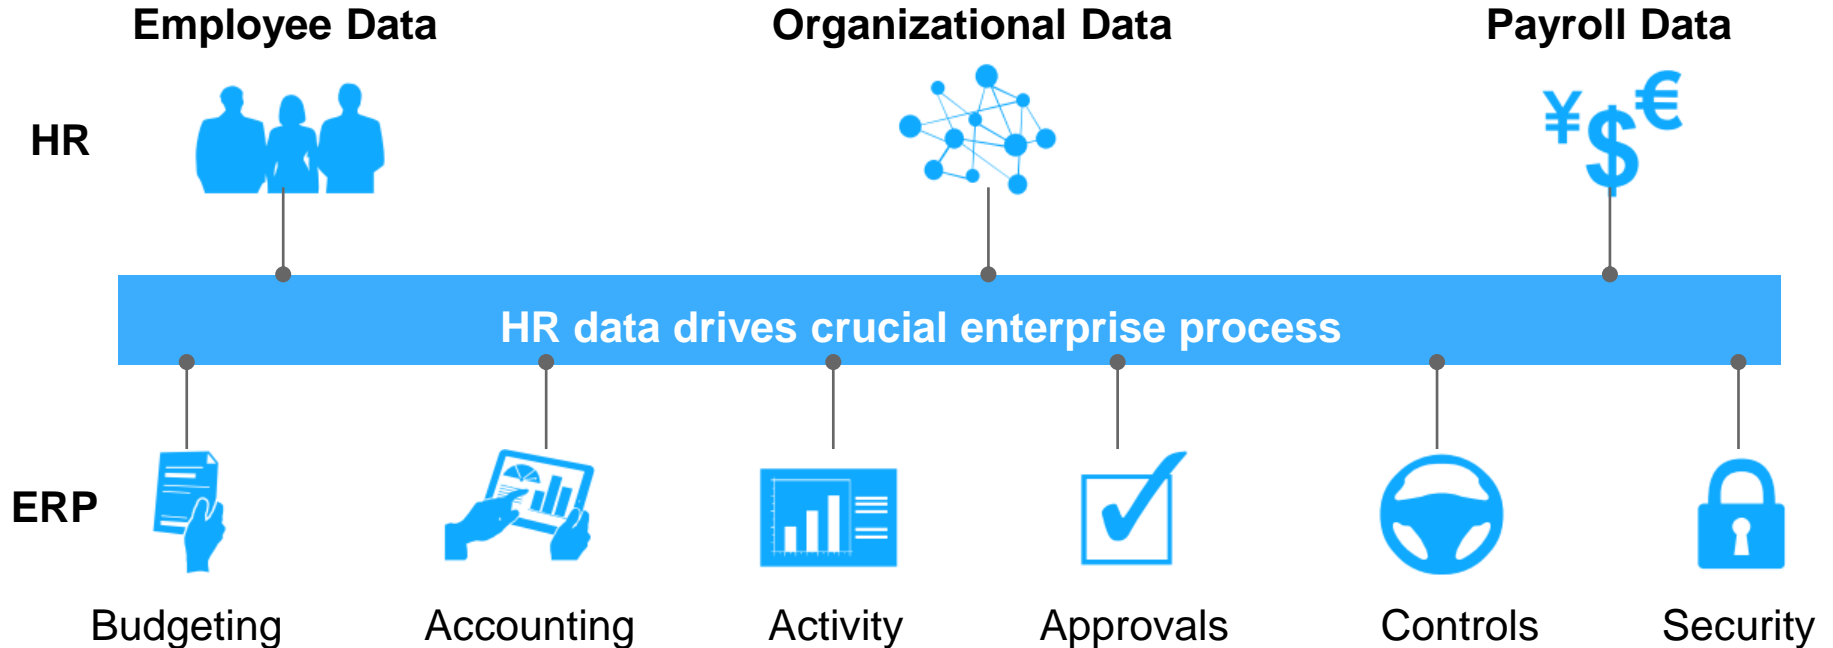 Employee Data
Organizational Data
Payroll Data
HR
¥$€
HR data drives crucial enterprise process
ERP
Budgeting
Accounting
Activity
Approvals
Controls
Security